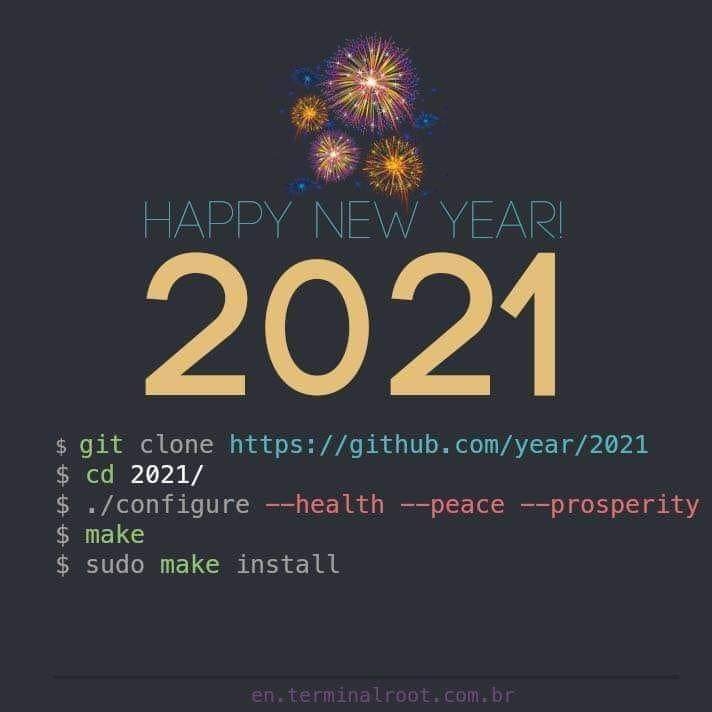 HAPPY NEW YEAR!
2021
$ git clone https://github.com/year/2021
$ cd 2021/
$ ./configure --health --peace --prosperity
$ make
$ sudo make install
en.terminalroot.com.br